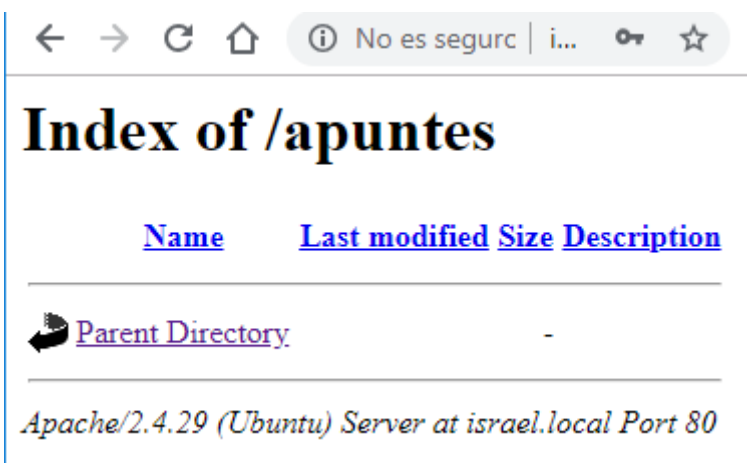 No es segurc | i...
Index of /apuntes
Name Last modified Size Description
Parent Directory -
Apache/2.4.29 (Ubuntu) Server at israel.local Port 80